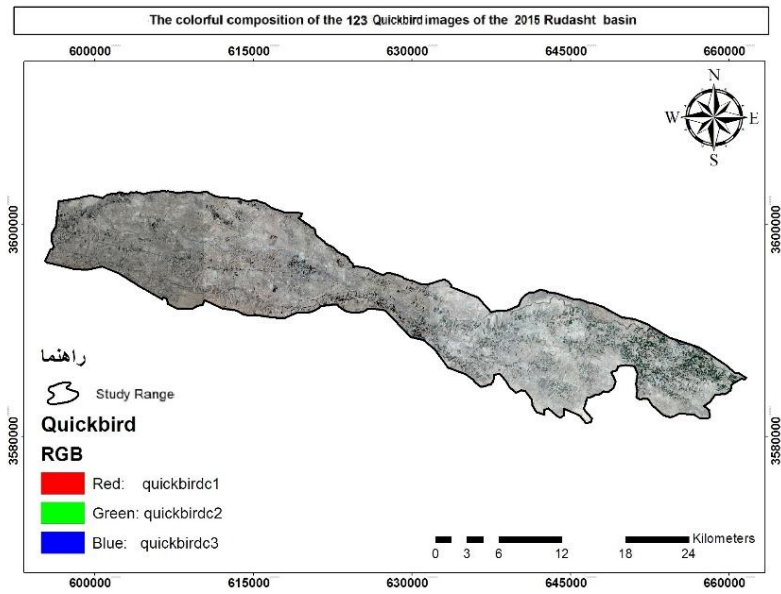 The colorful composition of the 123 Quickbird images of the 2015 Rudasht basin
600000 615000 630000 645000 660000
N
W E
S
3600000 3600000
راهنما
Study Range
Quickbird
RGB
3580000 3580000
Red: quickbirdc1
Green: quickbirdc2
Blue: quickbirdc3
Kilometers
0 3 6 12 18 24
600000 615000 630000 645000 660000